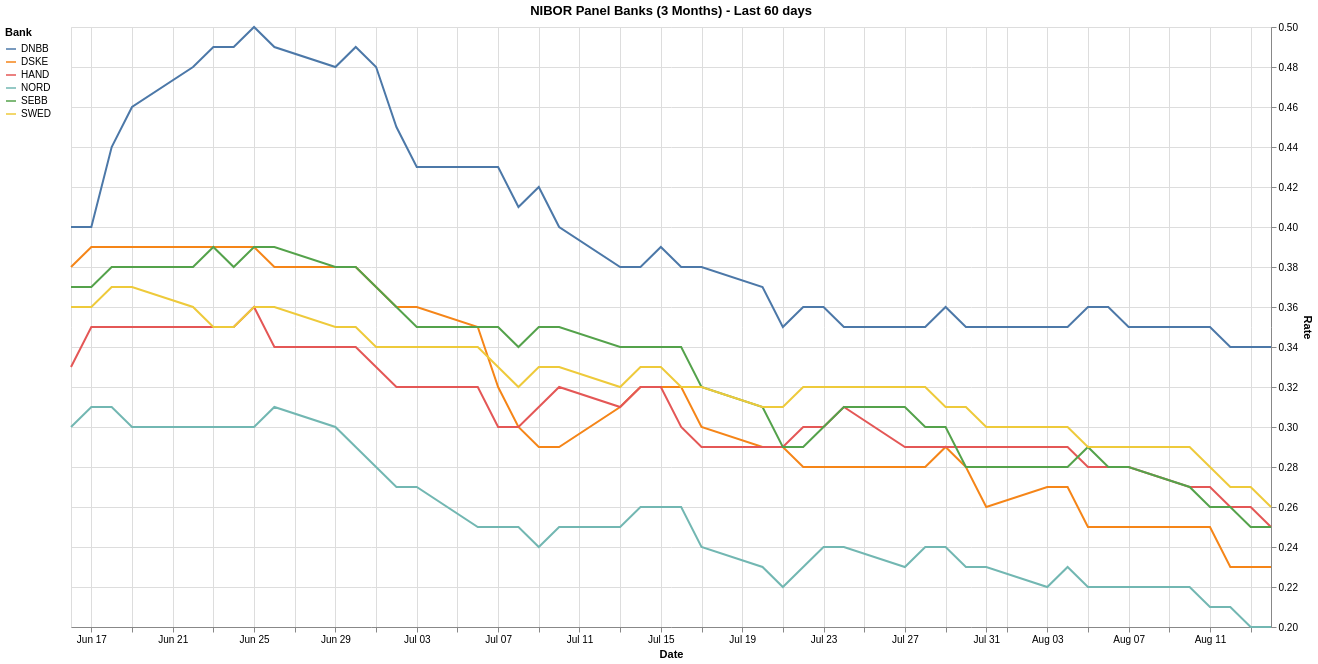 NIBOR Panel Banks (3 Months) - Last 60 days
Bank
DNBB
DSKE
HAND
NORD
SEBB
SWED
0.50
0.48
0.46
0.44
0.42
0.40
0.38
0.36
0.34
0.32
0.30
0.28
0.26
0.24
0.22
0.20
Rate
Jun 17 Jun 21 Jun 25 Jun 29 Jul 03 Jul 07 Jul 11 Jul 15 Jul 19 Jul 23 Jul 27 Jul 31 Aug 03 Aug 07 Aug 11
Date